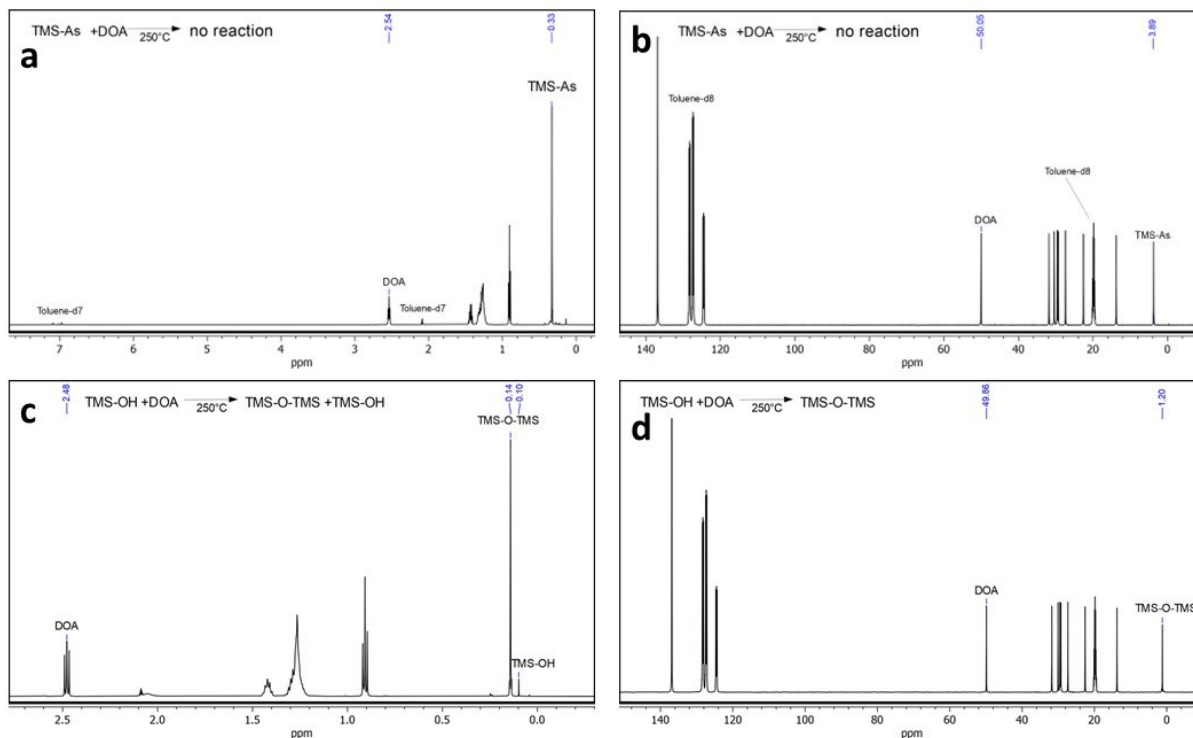 a
TMS-As +DOA 250°C no reaction
2.54
0.33
TMS-As
DOA
Toluene-d7
Toluene-d7
7 6 5 4 3 2 1 0
ppm
b
TMS-As +DOA 250°C no reaction
50.05
3.89
Toluene-d8
Toluene-d8
DOA
TMS-As
140 120 100 80 60 40 20 0
ppm
c
TMS-OH +DOA 250°C TMS-O-TMS +TMS-OH
2.48
0.14
0.10
TMS-O-TMS
DOA
TMS-OH
2.5 2.0 1.5 1.0 0.5 0.0
ppm
d
TMS-OH +DOA 250°C TMS-O-TMS
49.86
1.20
DOA
TMS-O-TMS
140 120 100 80 60 40 20 0
ppm